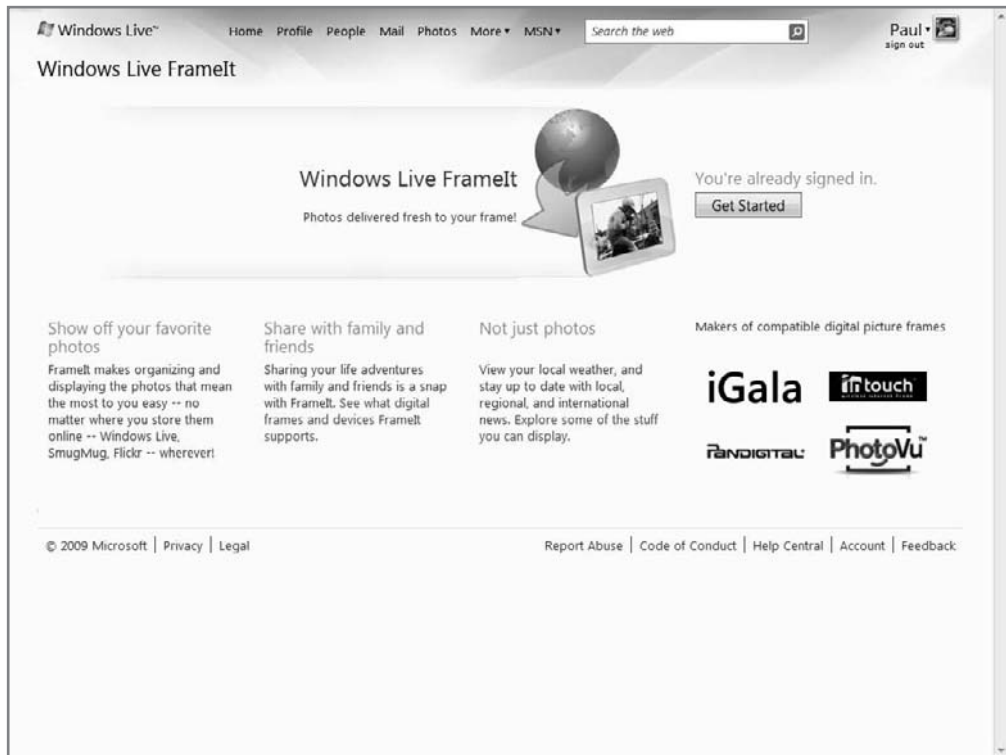 Windows Live™
Home Profile People Mail Photos More MSN
Search the web
Paul
sign out
Windows Live FrameIt
Windows Live FrameIt
Photos delivered fresh to your frame!
You're already signed in.
Get Started
Show off your favorite
photos
FrameIt makes organizing and
displaying the photos that mean
the most to you easy -- no
matter where you store them
online -- Windows Live,
SmugMug, Flickr -- wherever!
Share with family and
friends
Sharing your life adventures
with family and friends is a snap
with FrameIt. See what digital
frames and devices FrameIt
supports.
Not just photos
View your local weather, and
stay up to date with local,
regional, and international
news. Explore some of the stuff
you can display.
Makers of compatible digital picture frames
iGala
intouch
wireless internet frame
PANDIGITAL
PhotoVu™
© 2009 Microsoft | Privacy | Legal
Report Abuse | Code of Conduct | Help Central | Account | Feedback